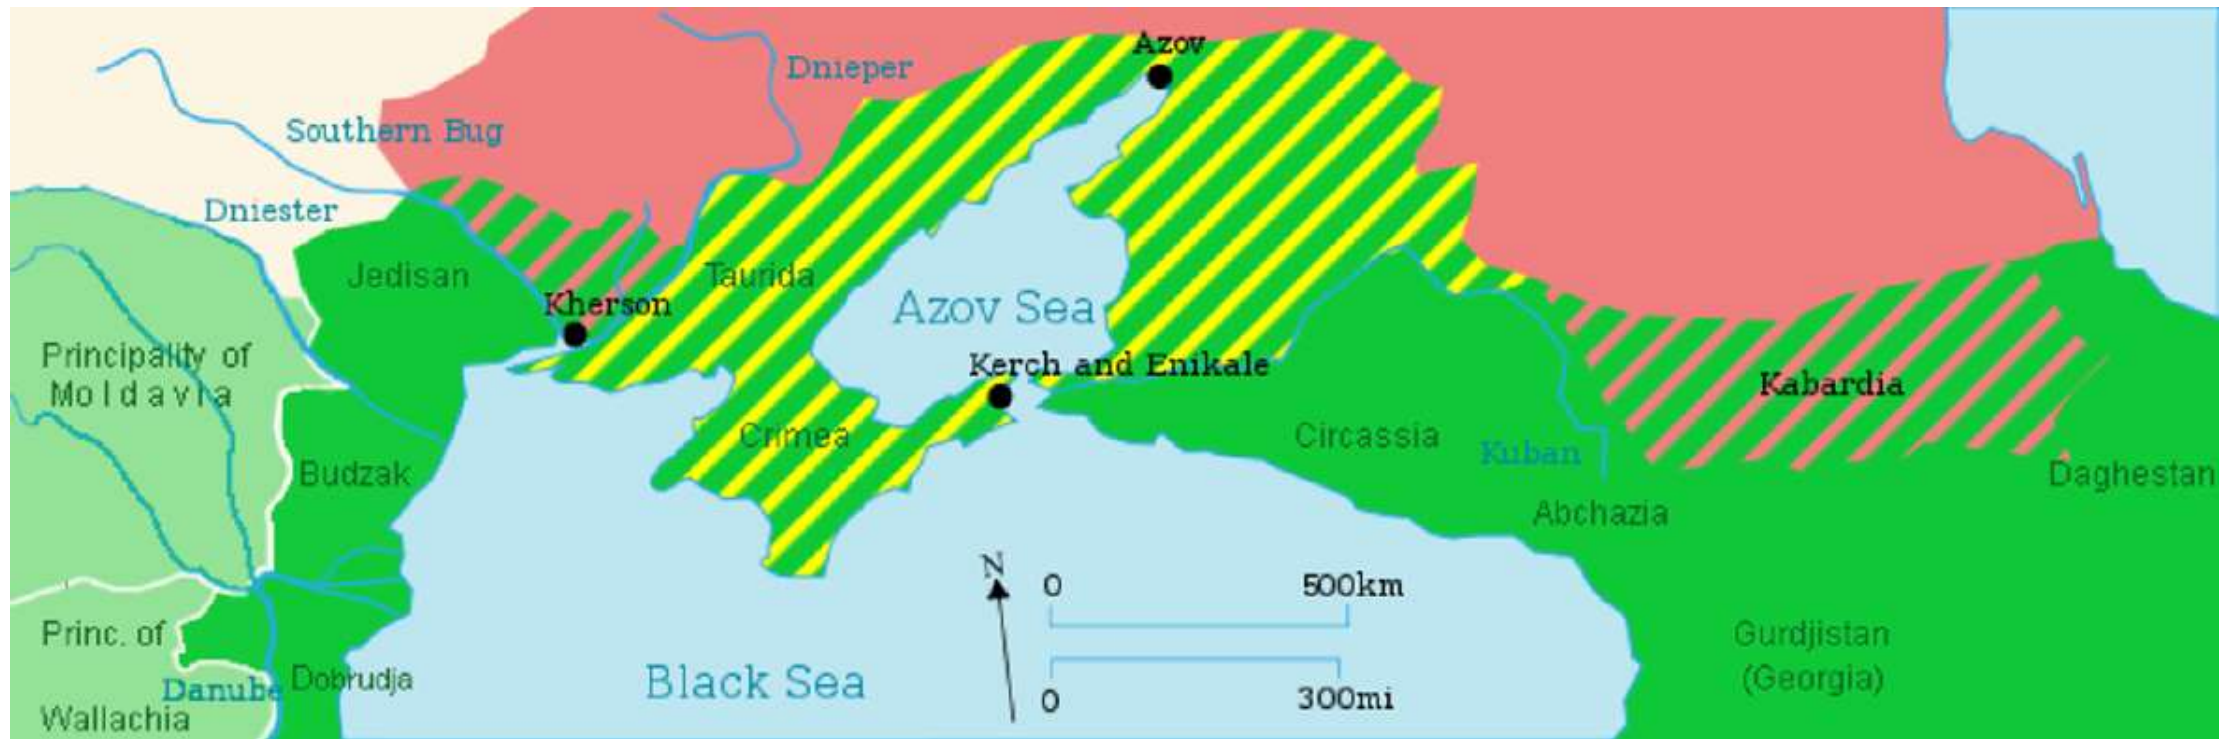 Azov
Dnieper
Southern Bug
Dniester
Jedisan
Taurida
Kherson
Azov Sea
Principality of
Moldavia
Kerch and Enikale
Kabardia
Crimea
Circassia
Kuban
Budzak
Daghestan
Abchazia
N
0 500km
Princ. of
Wallachia
Danube
Dobrudja
Black Sea
0 300mi
Gurdjistan
(Georgia)